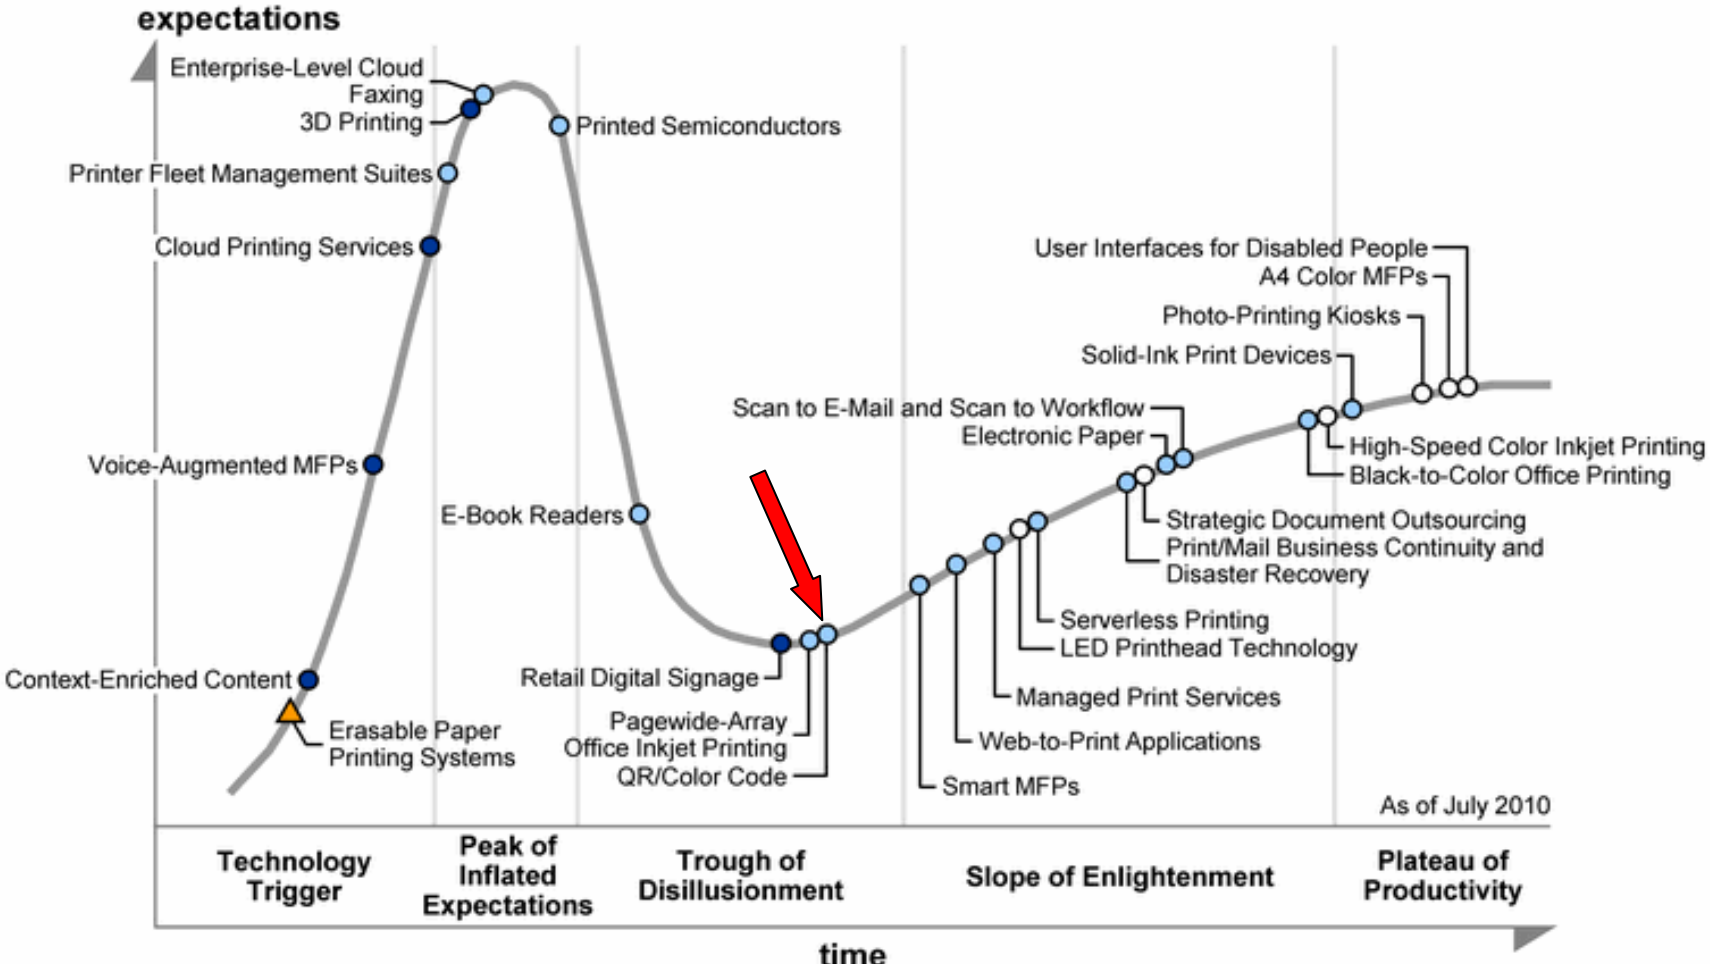 expectations
Enterprise-Level Cloud
Faxing
3D Printing
Printed Semiconductors
Printer Fleet Management Suites
Cloud Printing Services
User Interfaces for Disabled People
A4 Color MFPs
Photo-Printing Kiosks
Solid-Ink Print Devices
Scan to E-Mail and Scan to Workflow
Electronic Paper
High-Speed Color Inkjet Printing
Black-to-Color Office Printing
Voice-Augmented MFPs
E-Book Readers
Strategic Document Outsourcing
Print/Mail Business Continuity and
Disaster Recovery
Serverless Printing
LED Printhead Technology
Context-Enriched Content
Retail Digital Signage
Managed Print Services
Erasable Paper
Printing Systems
Pagewide-Array
Office Inkjet Printing
QR/Color Code
Web-to-Print Applications
Smart MFPs
As of July 2010
Technology
Trigger
Peak of
Inflated
Expectations
Trough of
Disillusionment
Slope of Enlightenment
Plateau of
Productivity
time